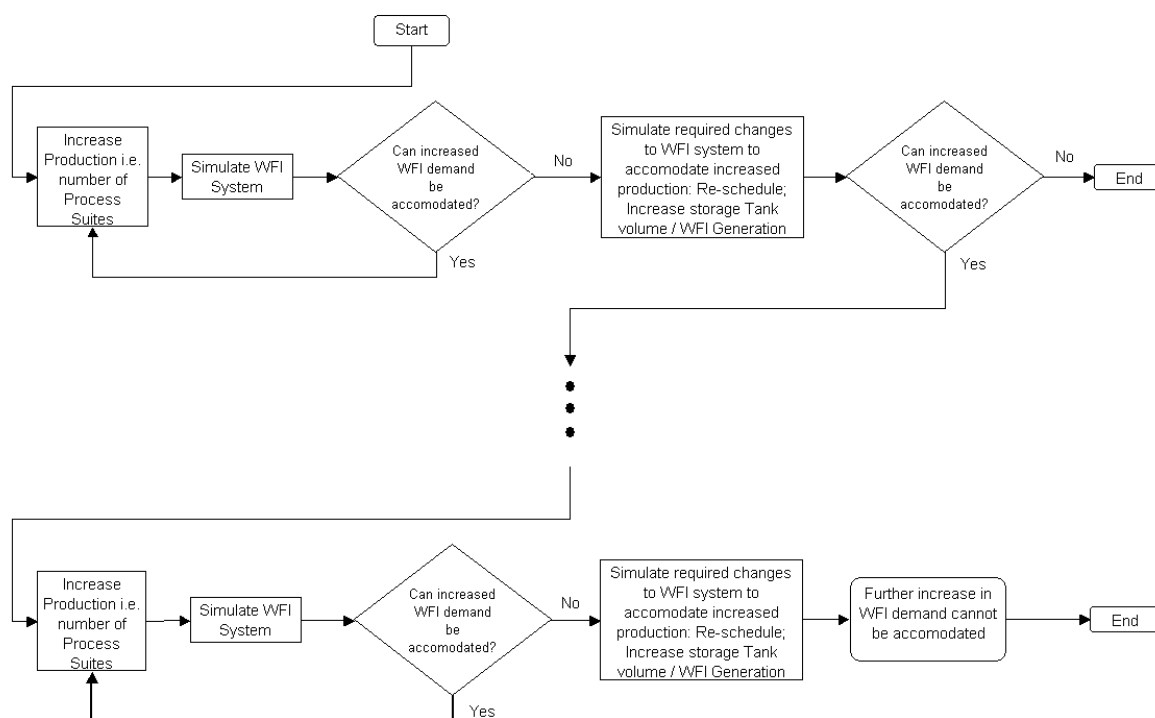 Start
Increase
Production i.e.
number of
Process
Suites
Simulate WFI
System
Can increased
WFI demand
be
accomodated?
No
Yes
Simulate required changes
to WFI system to
accomodate increased
production: Re-schedule;
Increase storage Tank
volume / WFI Generation
Can increased
WFI demand
be
accomodated?
No
Yes
End
Increase
Production i.e.
number of
Process
Suites
Simulate WFI
System
Can increased
WFI demand
be
accomodated?
No
Yes
Simulate required changes
to WFI system to
accomodate increased
production: Re-schedule;
Increase storage Tank
volume / WFI Generation
Further increase in
WFI demand cannot
be accomodated
End